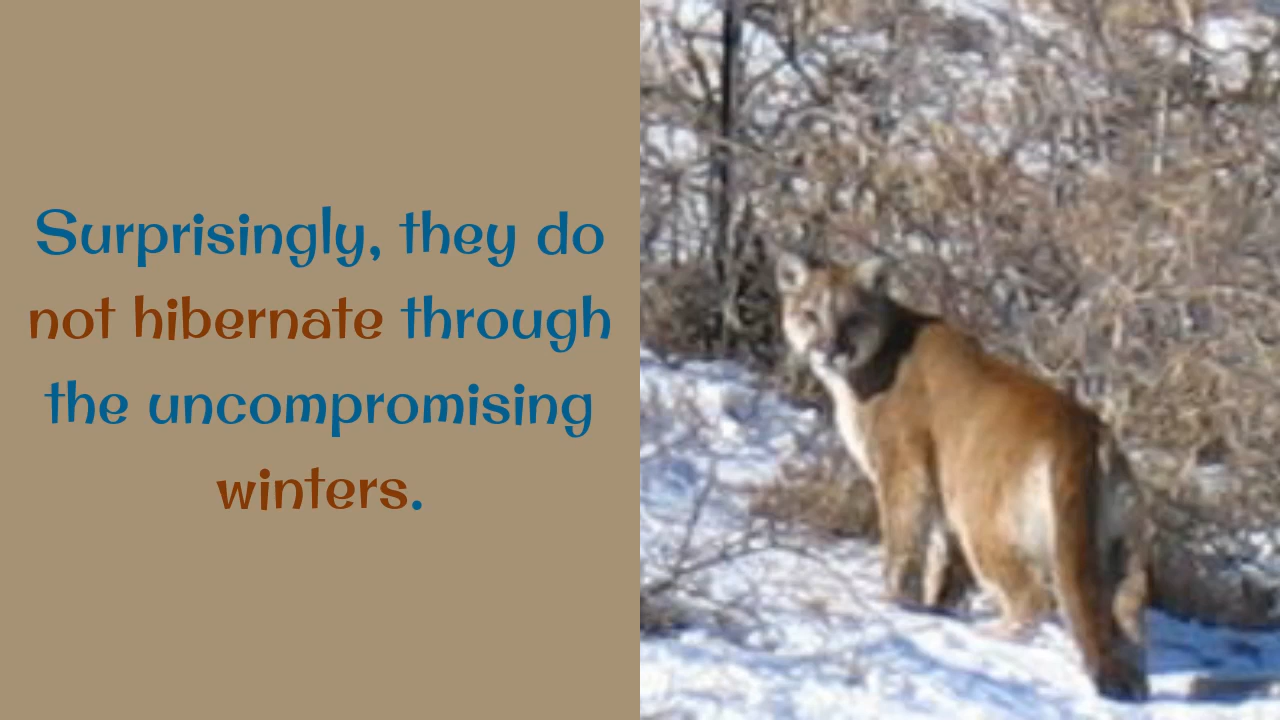 Surprisingly, they do
not hibernate through
the uncompromising
winters.